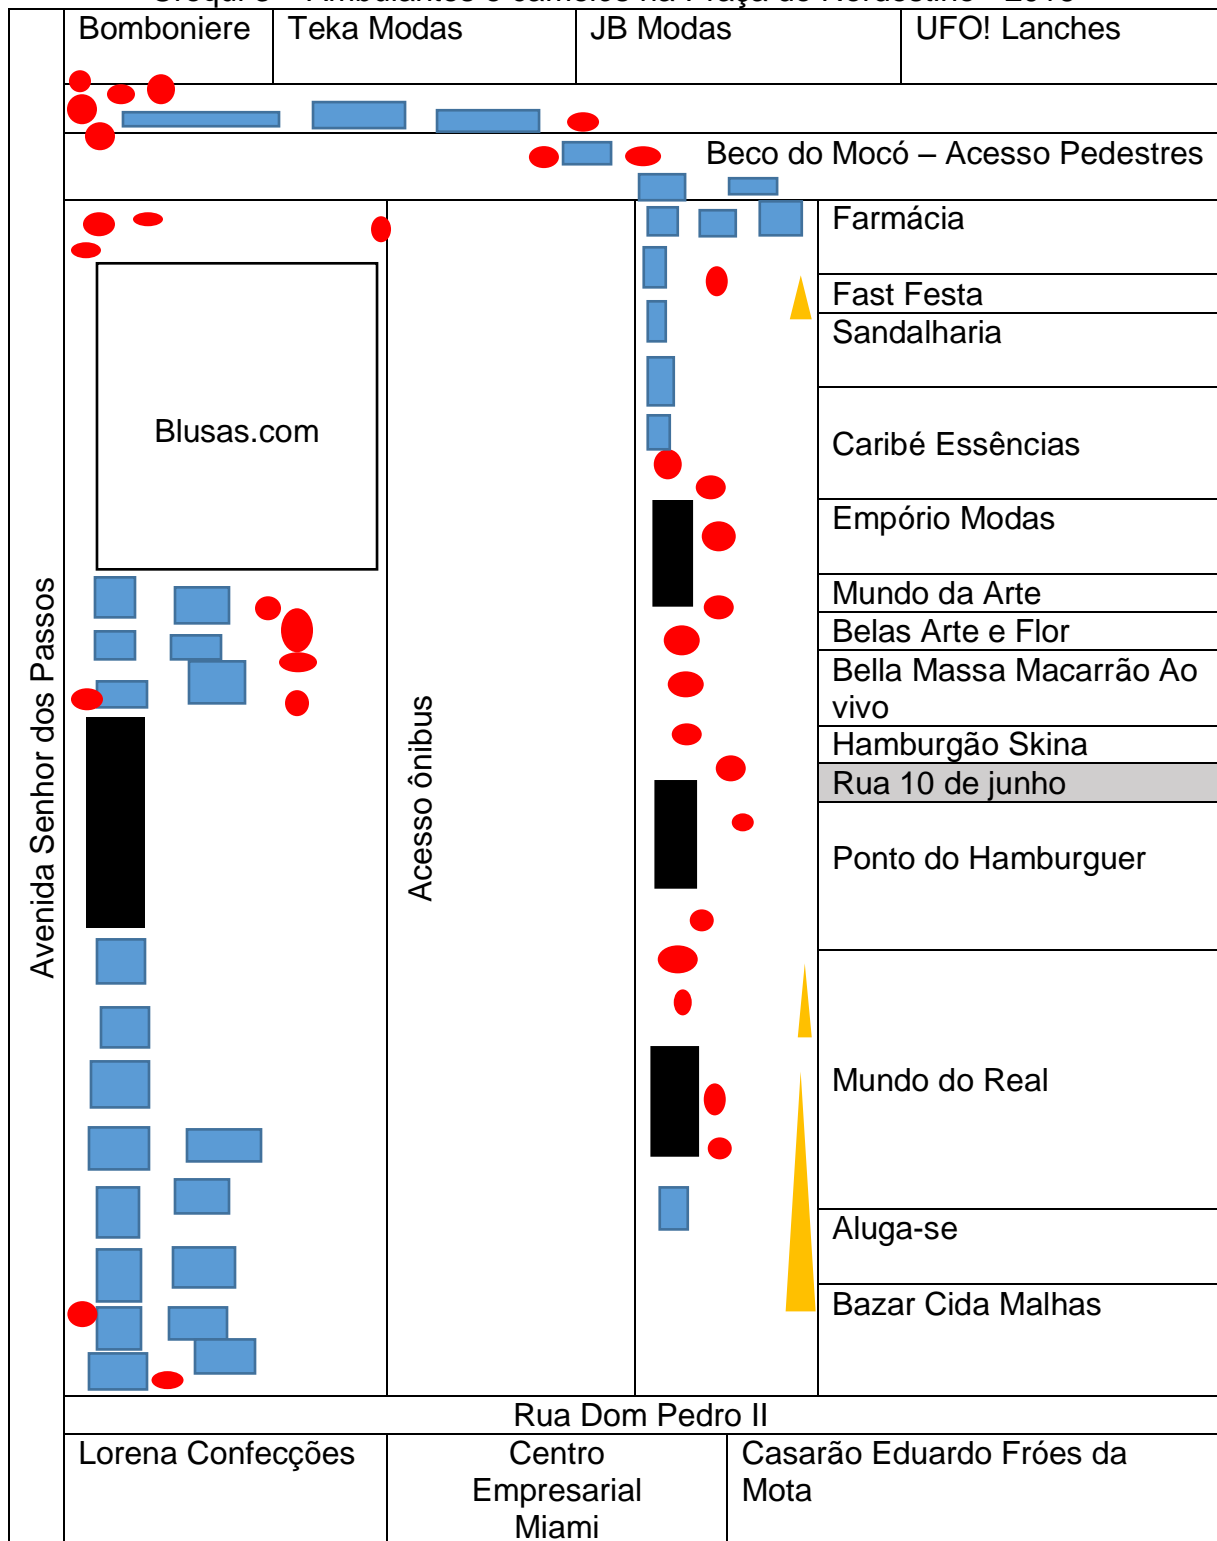 Bomboniere
Teka Modas
JB Modas
UFO! Lanches
Beco do Mocó – Acesso Pedestres
Avenida Senhor dos Passos
Blusas.com
Acesso ônibus
Farmácia
Fast Festa
Sandalharia
Caribé Essências
Empório Modas
Mundo da Arte
Belas Arte e Flor
Bella Massa Macarrão Ao
vivo
Hamburgão Skina
Rua 10 de junho
Ponto do Hamburguer
Mundo do Real
Aluga-se
Bazar Cida Malhas
Rua Dom Pedro II
Lorena Confecções
Centro
Empresarial
Miami
Casarão Eduardo Fróes da
Mota